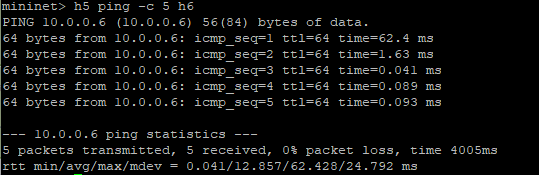 mininet> h5 ping -c 5 h6
PING 10.0.0.6 (10.0.0.6) 56(84) bytes of data.
64 bytes from 10.0.0.6: icmp_seq=1 ttl=64 time=62.4 ms
64 bytes from 10.0.0.6: icmp_seq=2 ttl=64 time=1.63 ms
64 bytes from 10.0.0.6: icmp_seq=3 ttl=64 time=0.041 ms
64 bytes from 10.0.0.6: icmp_seq=4 ttl=64 time=0.089 ms
64 bytes from 10.0.0.6: icmp_seq=5 ttl=64 time=0.093 ms
--- 10.0.0.6 ping statistics ---
5 packets transmitted, 5 received, 0% packet loss, time 4005ms
rtt min/avg/max/mdev = 0.041/12.857/62.428/24.792 ms